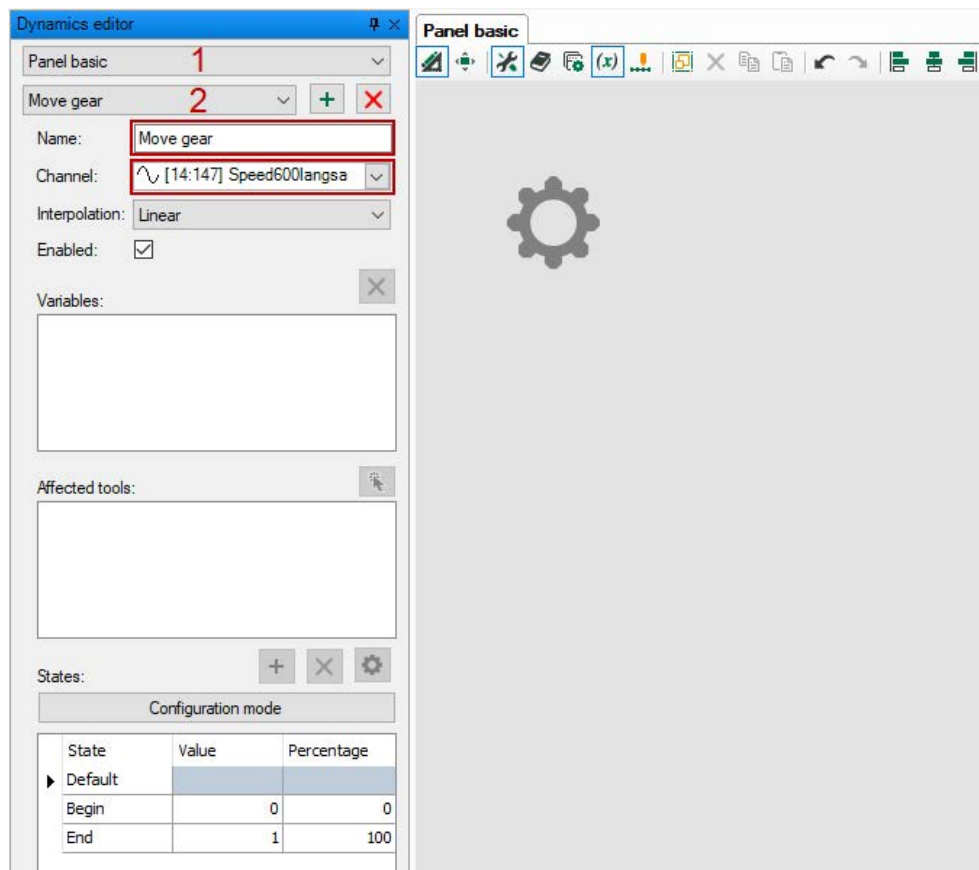 Dynamics editor
Panel basic 1
Move gear 2
Name: Move gear
Channel: [14:147] Speed600langsa
Interpolation: Linear
Enabled:
Variables:
Affected tools:
States:
Configuration mode
State Value Percentage
Default
Begin 0 0
End 1 100
Panel basic
(x)